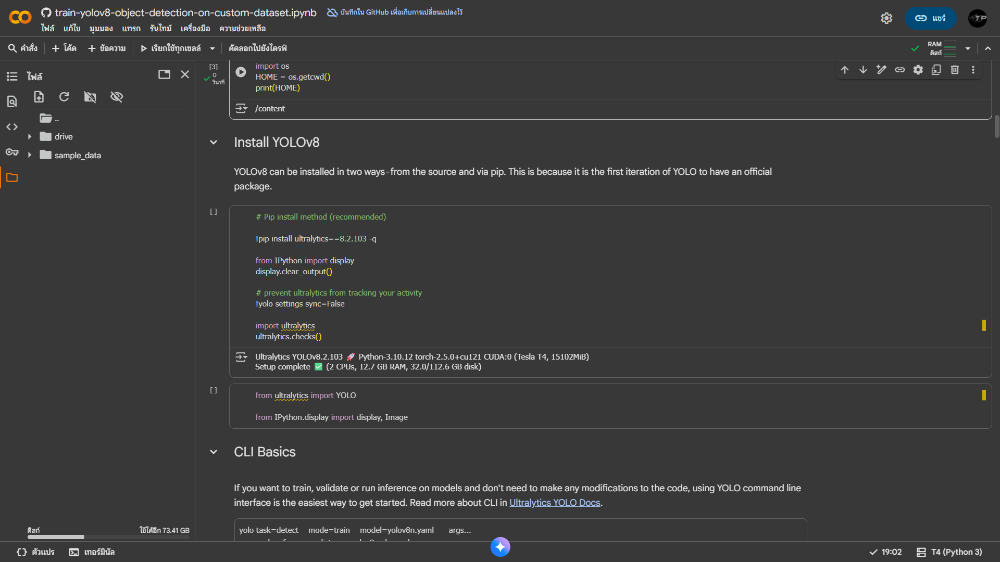 train-yolov8-object-detection-on-custom-dataset.ipynb
บันทึกใน GitHub เพื่อเก็บการเปลี่ยนแปลงไว้
ไฟล์ แก้ไข มุมมอง แทรก รันไทม์ เครื่องมือ ความช่วยเหลือ
แชร์
คำสั่ง + โค้ด + ข้อความ เรียกใช้ทุกเซลล์ คัดลอกไปยังไดรฟ์
RAM
ดิสก์
ไฟล์
..
drive
sample_data
ดิสก์ ใช้ได้อีก 73.41 GB
[3]
0
วินาที
import os
HOME = os.getcwd()
print(HOME)
/content
Install YOLOv8
YOLOv8 can be installed in two ways-from the source and via pip. This is because it is the first iteration of YOLO to have an official
package.
[ ]
# Pip install method (recommended)
!pip install ultralytics==8.2.103 -q
from IPython import display
display.clear_output()
# prevent ultralytics from tracking your activity
!yolo settings sync=False
import ultralytics
ultralytics.checks()
Ultralytics YOLOv8.2.103 🚀 Python-3.10.12 torch-2.5.0+cu121 CUDA:0 (Tesla T4, 15102MiB)
Setup complete ✅ (2 CPUs, 12.7 GB RAM, 32.0/112.6 GB disk)
[ ]
from ultralytics import YOLO
from IPython.display import display, Image
CLI Basics
If you want to train, validate or run inference on models and don't need to make any modifications to the code, using YOLO command line
interface is the easiest way to get started. Read more about CLI in Ultralytics YOLO Docs.
yolo task=detect mode=train model=yolov8n.yaml args...
ตัวแปร เทอร์มินัล
19:02 T4 (Python 3)